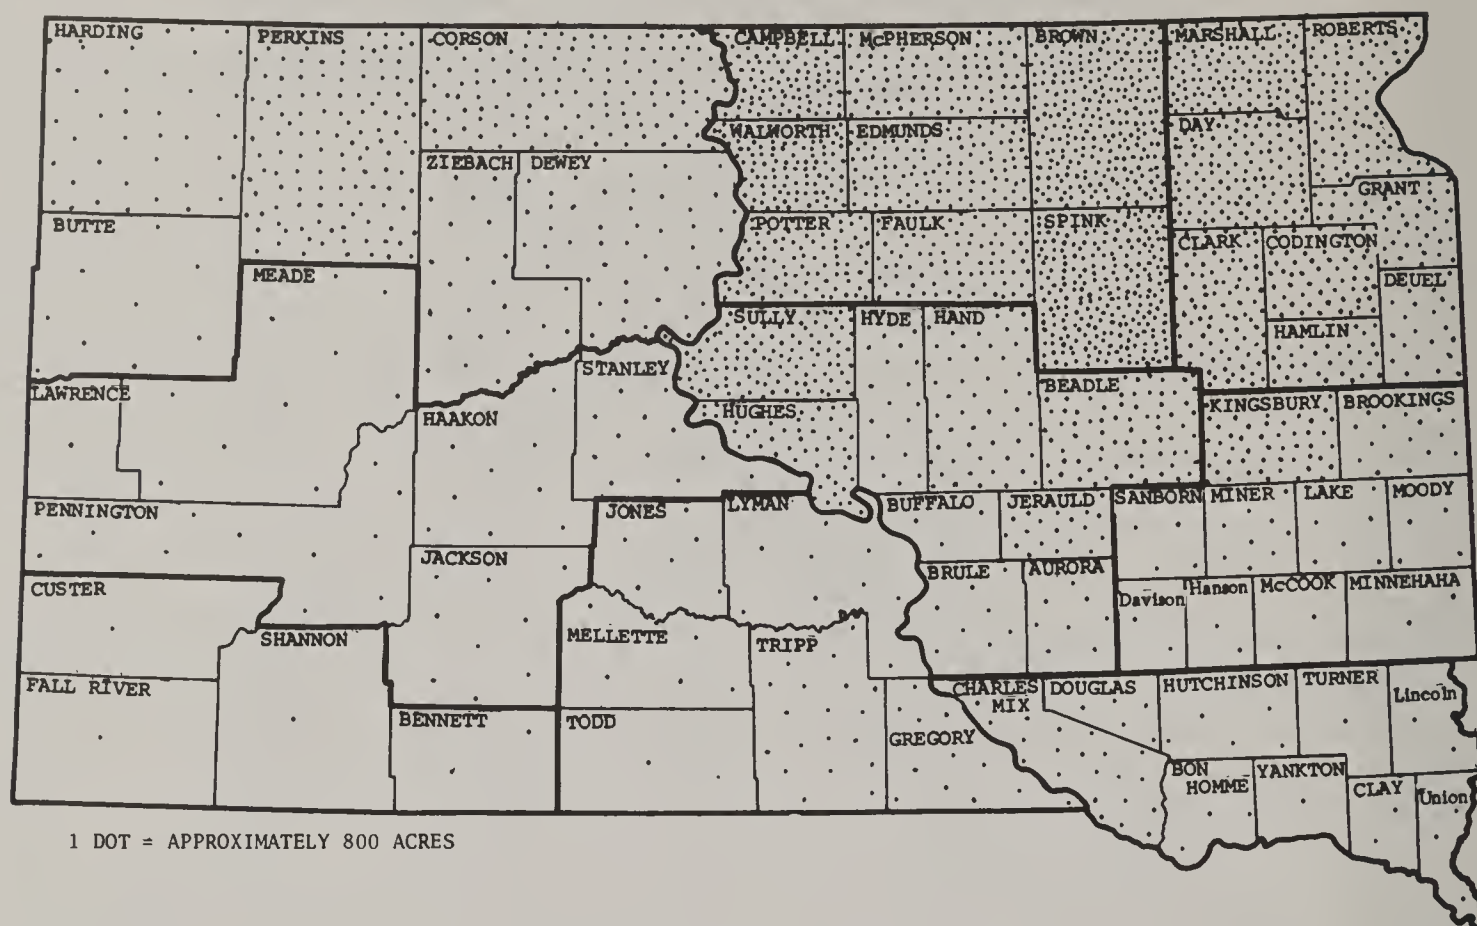 HARDING
PERKINS
CORSON
CAMPBELL
McPHERSON
BROWN
MARSHALL
ROBERTS
WALWORTH
EDMUNDS
DAY
ZIEBACH
DEWEY
GRANT
BUTTE
POTTER
FAULK
SPINK
CLARK
CODINGTON
MEADE
DEUEL
SULLY
HYDE
HAND
HAMLIN
STANLEY
LAWRENCE
BEADLE
HAAKON
HUGHES
KINGSBURY
BROOKINGS
PENNINGTON
JONES
LYMAN
BUFFALO
JERAULD
SANBORN
MINER
LAKE
MOODY
JACKSON
CUSTER
BRULE
AURORA
Davison
Hanson
McCOOK
MINNEHAHA
SHANNON
MELLETTE
TRIPP
FALL RIVER
CHARLES
MIX
DOUGLAS
HUTCHINSON
TURNER
Lincoln
BENNETT
TODD
GREGORY
BON
HOMME
YANKTON
CLAY
Union
1 DOT = APPROXIMATELY 800 ACRES